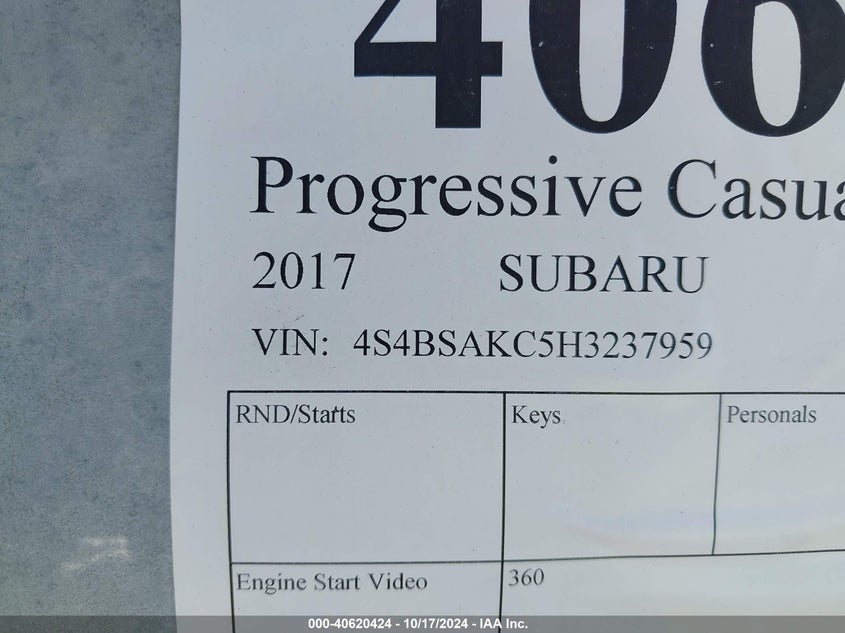 406
Progressive Casua
2017 SUBARU
VIN: 4S4BSAKC5H3237959
RND/Starts Keys Personals
Engine Start Video 360
000-40620424 - 10/17/2024 - IAA Inc.